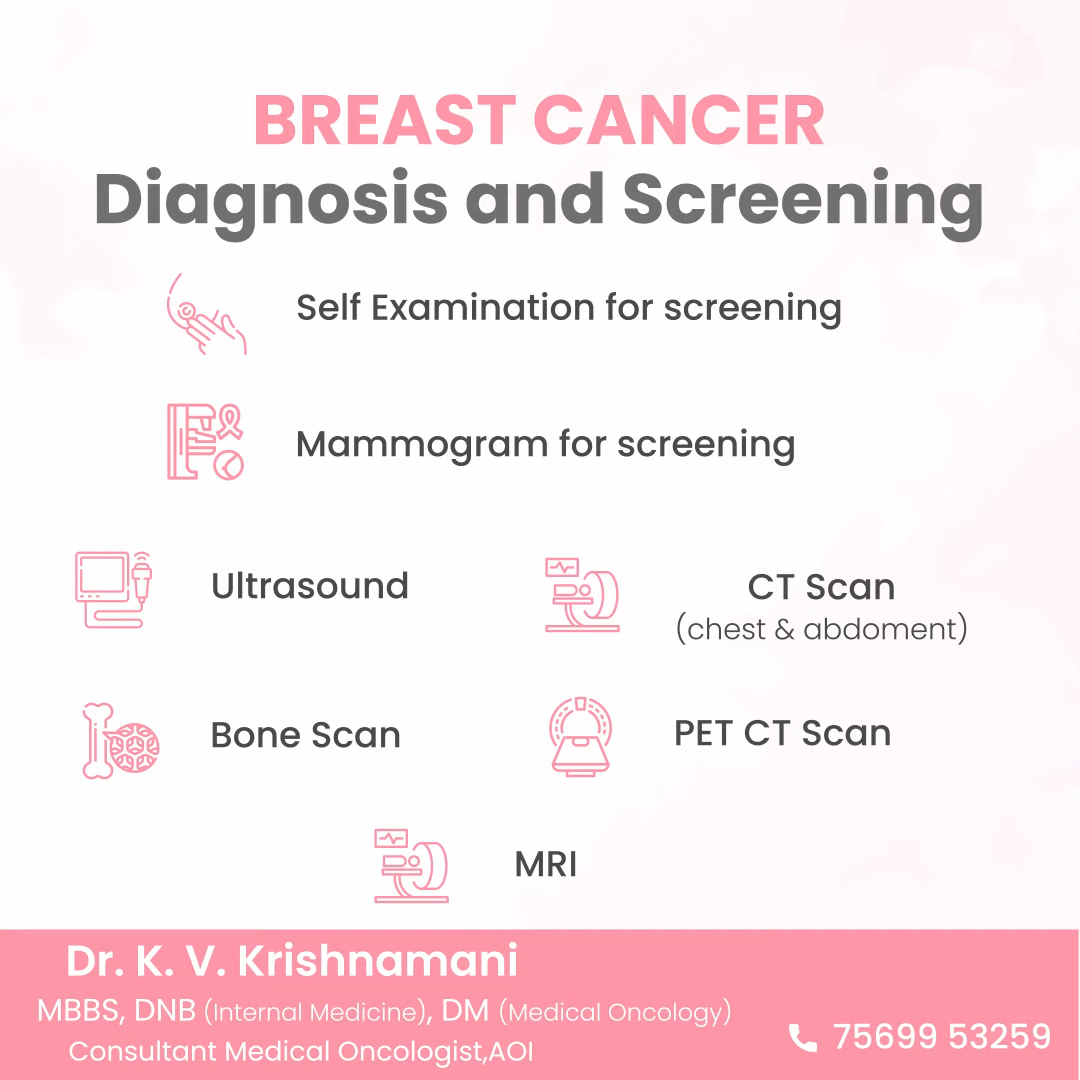 BREAST CANCER
Diagnosis and Screening
Self Examination for screening
Mammogram for screening
Ultrasound
CT Scan
(chest & abdoment)
Bone Scan
PET CT Scan
MRI
Dr. K. V. Krishnamani
MBBS, DNB (Internal Medicine), DM (Medical Oncology)
Consultant Medical Oncologist,AOI
75699 53259